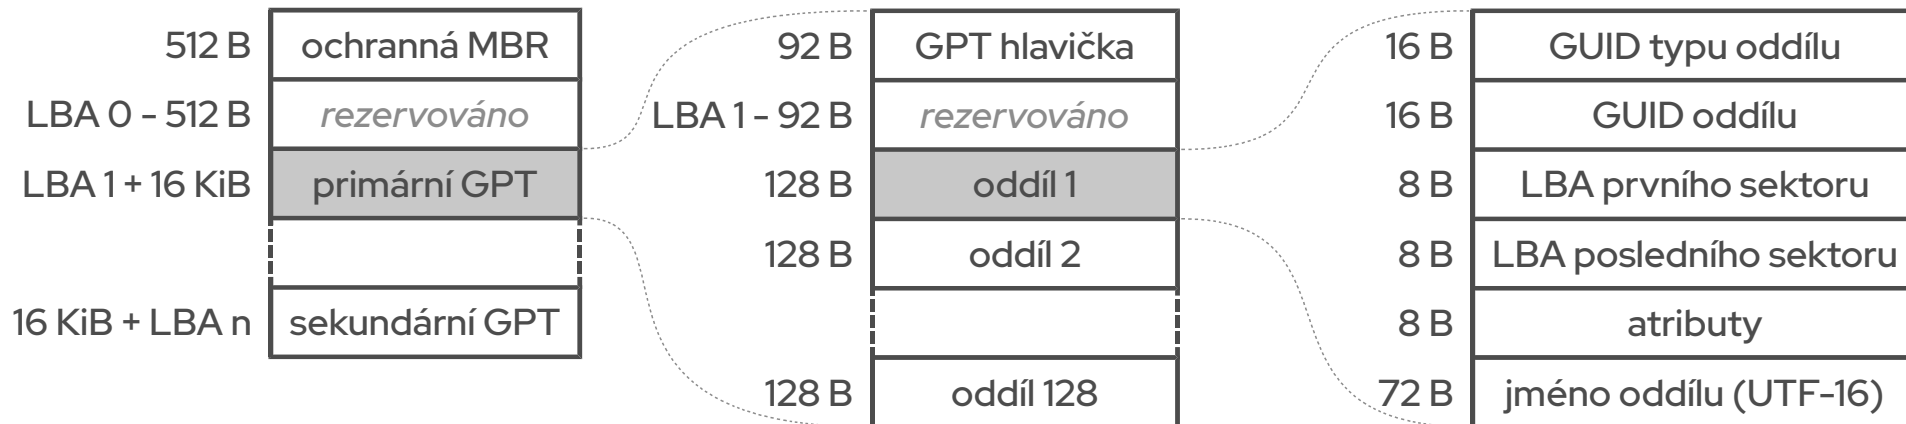 512 B ochranná MBR
LBA 0 - 512 B rezervováno
LBA 1 + 16 KiB primární GPT
16 KiB + LBA n sekundární GPT
92 B GPT hlavička
LBA 1 - 92 B rezervováno
128 B oddíl 1
128 B oddíl 2
128 B oddíl 128
16 B GUID typu oddílu
16 B GUID oddílu
8 B LBA prvního sektoru
8 B LBA posledního sektoru
8 B atributy
72 B jméno oddílu (UTF-16)